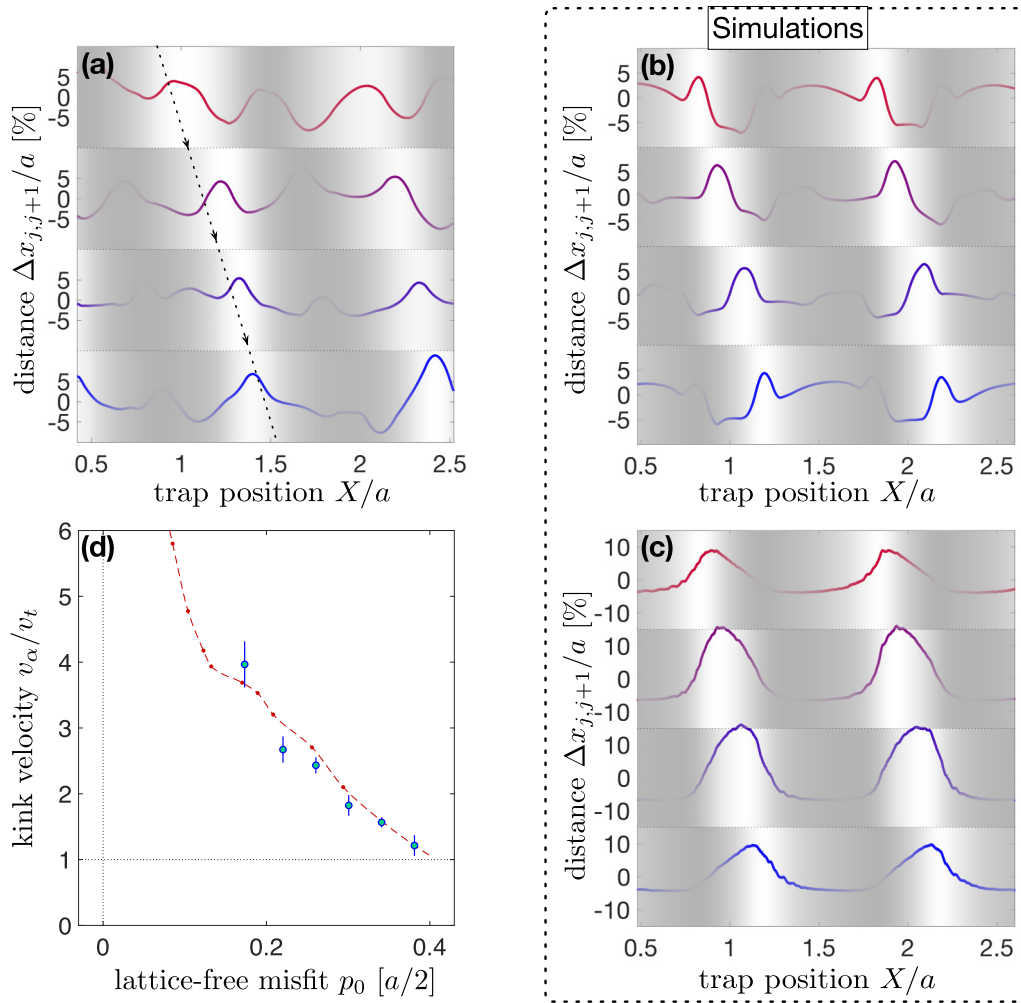 Simulations
(a)
distance Δx_{j,j+1}/a [%]
5
0
-5
5
0
-5
5
0
-5
5
0
-5
0.5 1 1.5 2 2.5
trap position X/a
(b)
distance Δx_{j,j+1}/a [%]
5
0
-5
5
0
-5
5
0
-5
5
0
-5
0.5 1 1.5 2 2.5
trap position X/a
(d)
kink velocity v_α/v_t
6
5
4
3
2
1
0
0 0.2 0.4
lattice-free misfit p_0 [a/2]
(c)
distance Δx_{j,j+1}/a [%]
10
0
-10
10
0
-10
10
0
-10
10
0
-10
0.5 1 1.5 2 2.5
trap position X/a